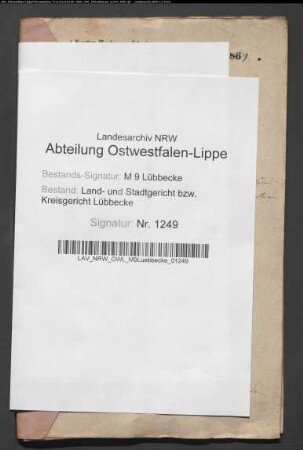 Landesarchiv NRW
Abteilung Ostwestfalen-Lippe
Bestands-Signatur: M 9 Lübbecke
Bestand: Land- und Stadtgericht bzw.
Kreisgericht Lübbecke
Signatur: Nr. 1249
LAV_NRW_OWL_M9Luebbecke_01249